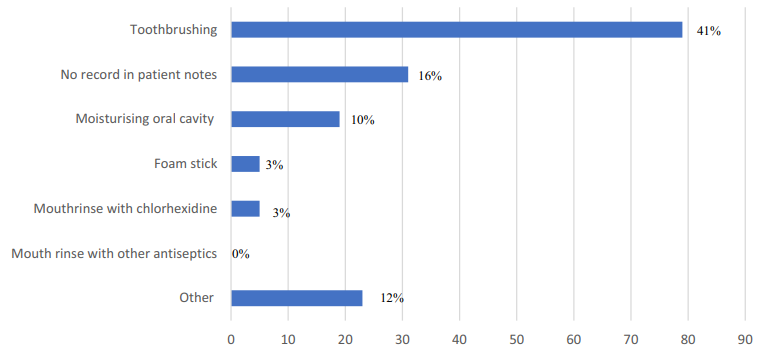 Toothbrushing 41%
No record in patient notes 16%
Moisturising oral cavity 10%
Foam stick 3%
Mouthrinse with chlorhexidine 3%
Mouth rinse with other antiseptics 0%
Other 12%
0 10 20 30 40 50 60 70 80 90